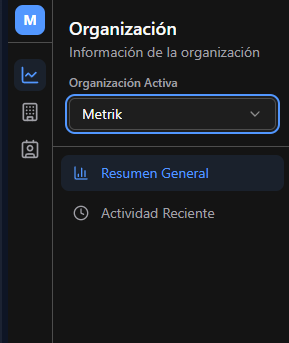 M
Organización
Información de la organización
Organización Activa
Metrik
Resumen General
Actividad Reciente